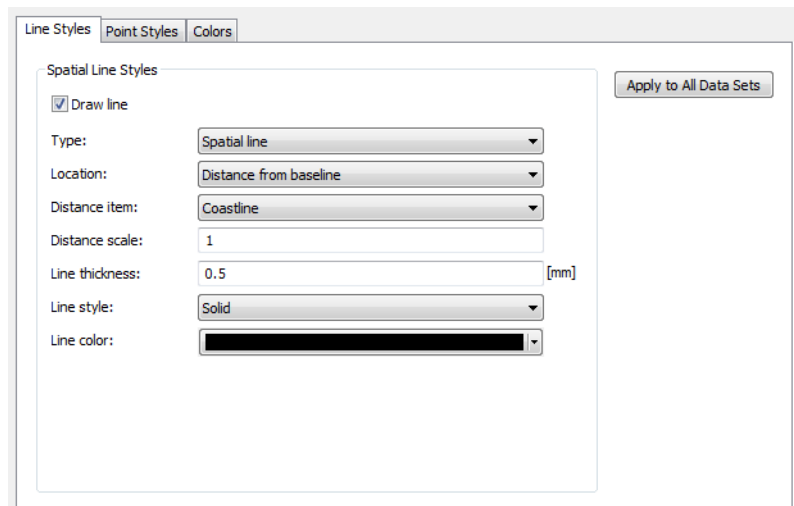 Line Styles Point Styles Colors
Spatial Line Styles
Apply to All Data Sets
Draw line
Type: Spatial line
Location: Distance from baseline
Distance item: Coastline
Distance scale: 1
Line thickness: 0.5 [mm]
Line style: Solid
Line color: